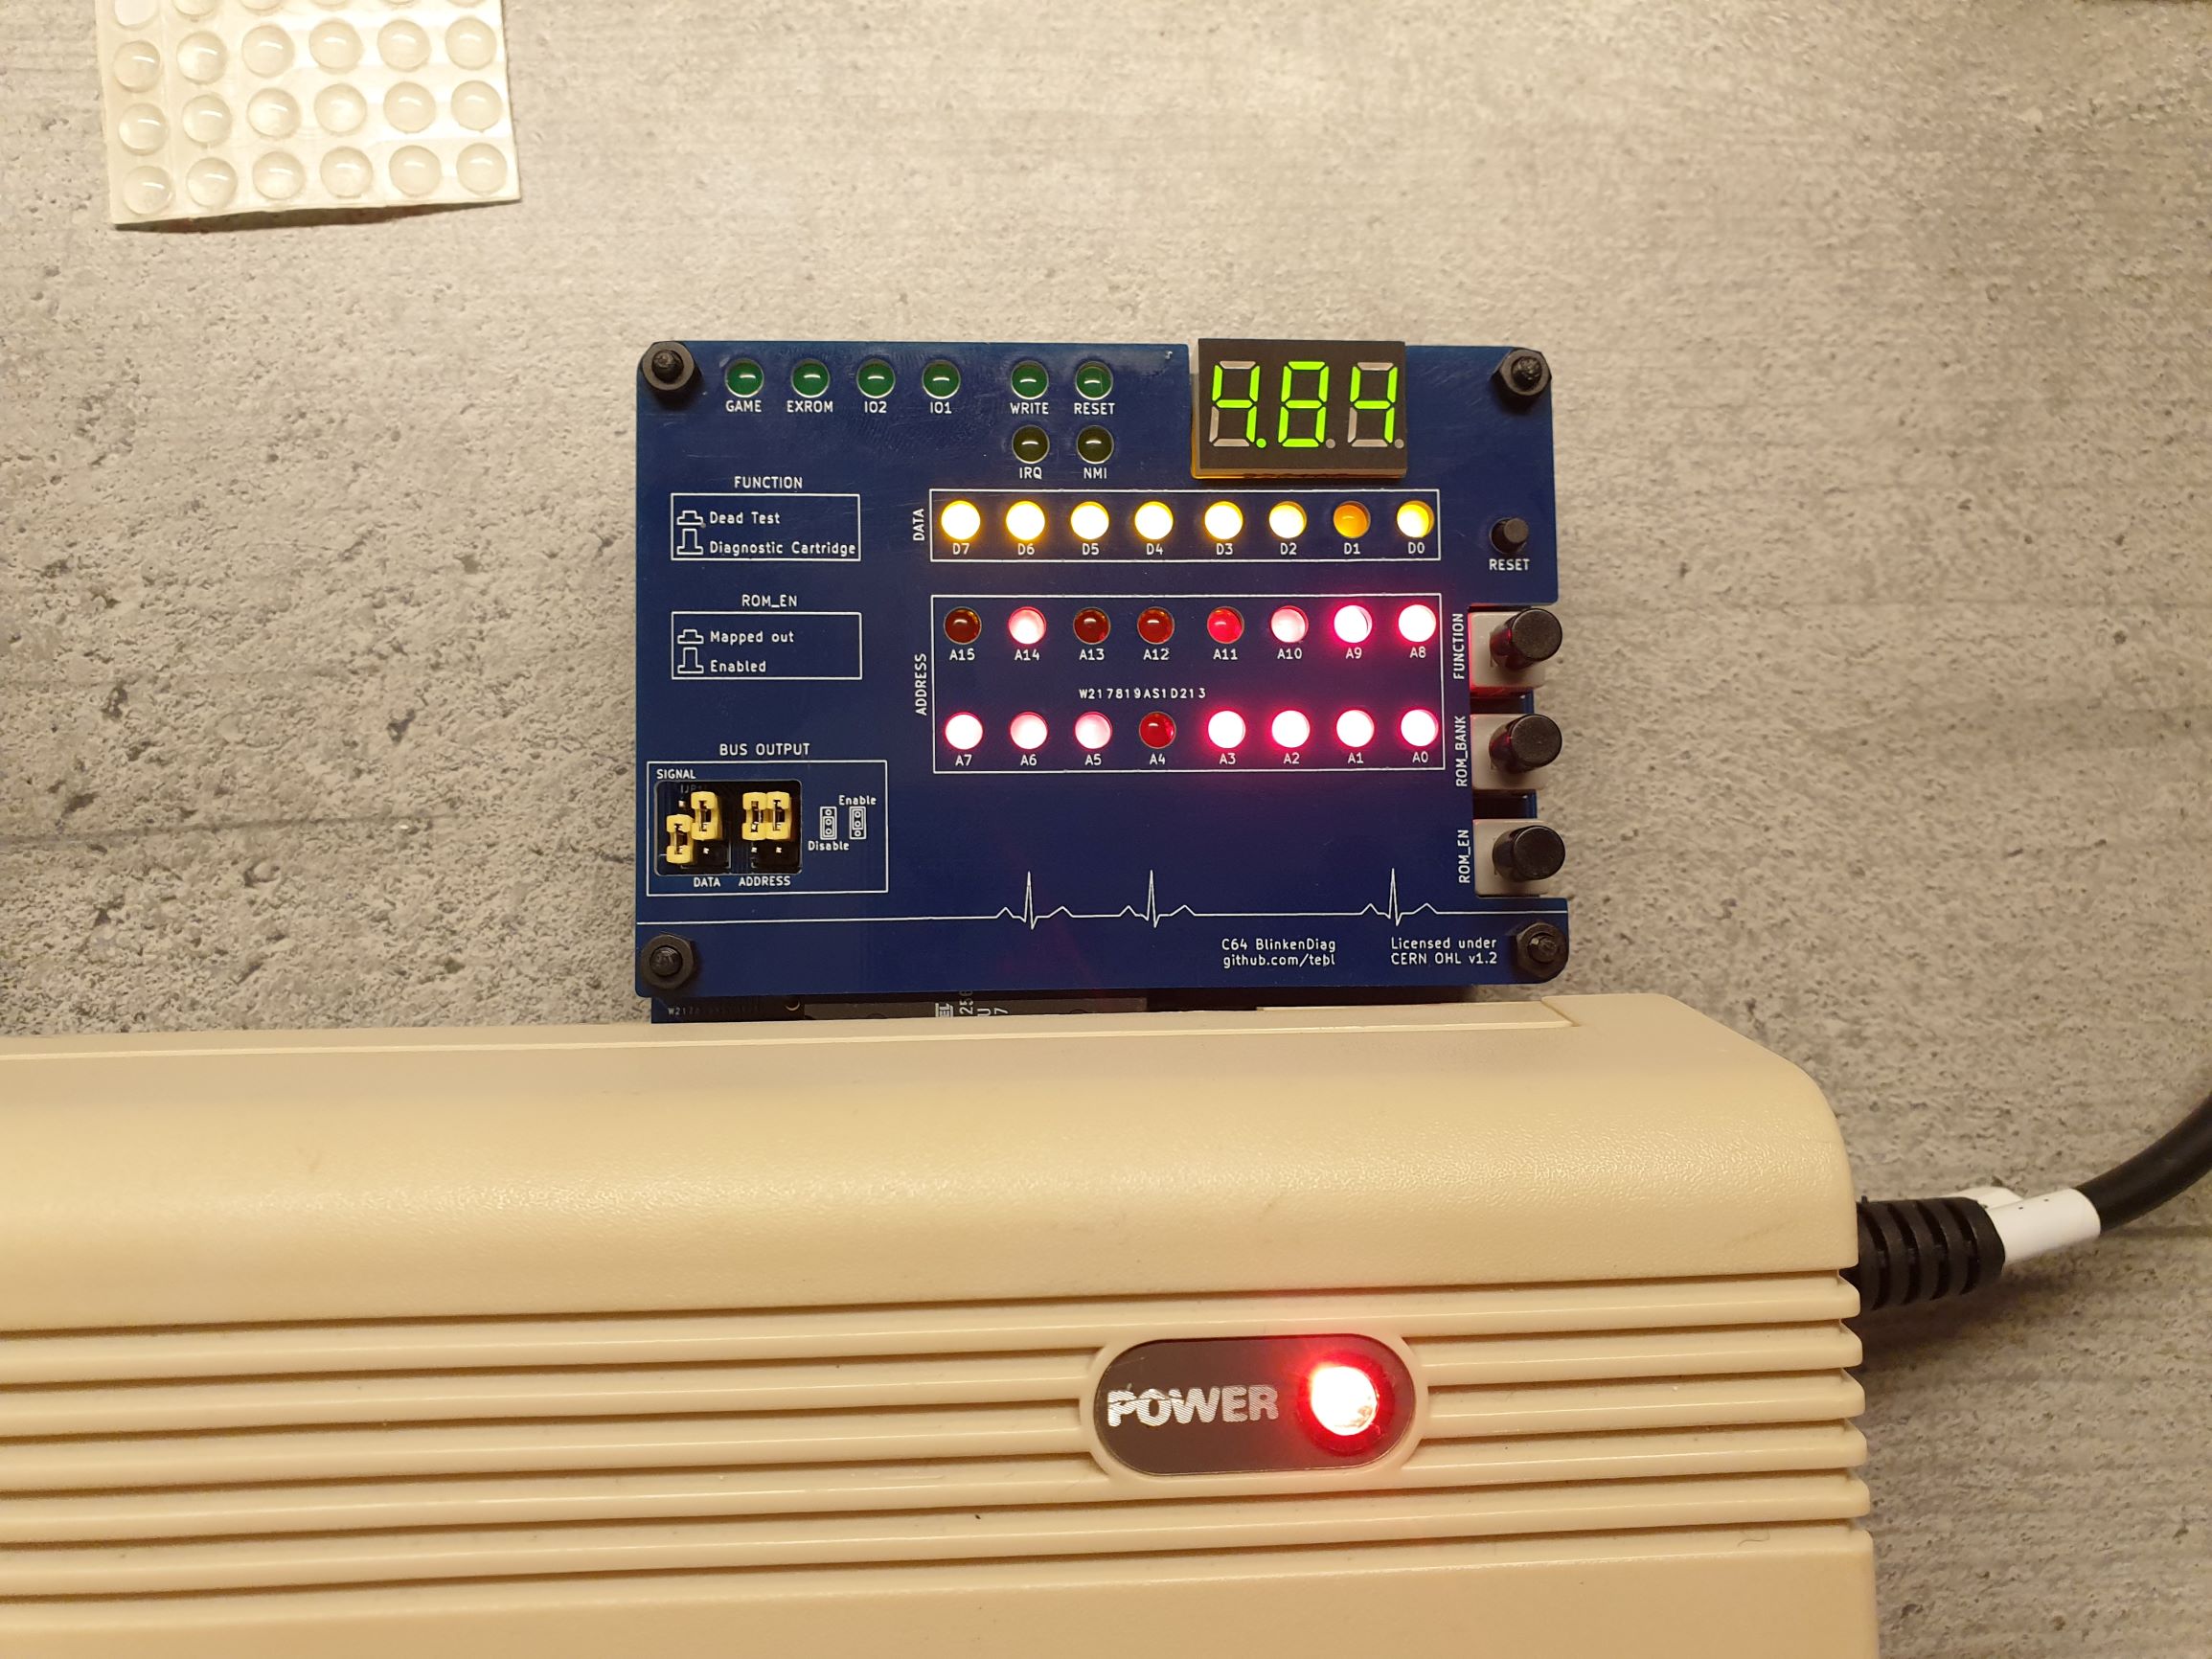 4.84
GAME EXROM IO2 IO1 WRITE RESET
IRQ NMI
FUNCTION
Dead Test
Diagnostic Cartridge
DATA
D7 D6 D5 D4 D3 D2 D1 D0
RESET
ROM_EN
Mapped out
Enabled
ADDRESS
A15 A14 A13 A12 A11 A10 A9 A8
W217819AS1D213
A7 A6 A5 A4 A3 A2 A1 A0
FUNCTION
ROM_BANK
ROM_EN
BUS OUTPUT
SIGNAL
Enable
Disable
DATA ADDRESS
C64 BlinkenDiag
github.com/tebl
Licensed under
CERN OHL v1.2
POWER